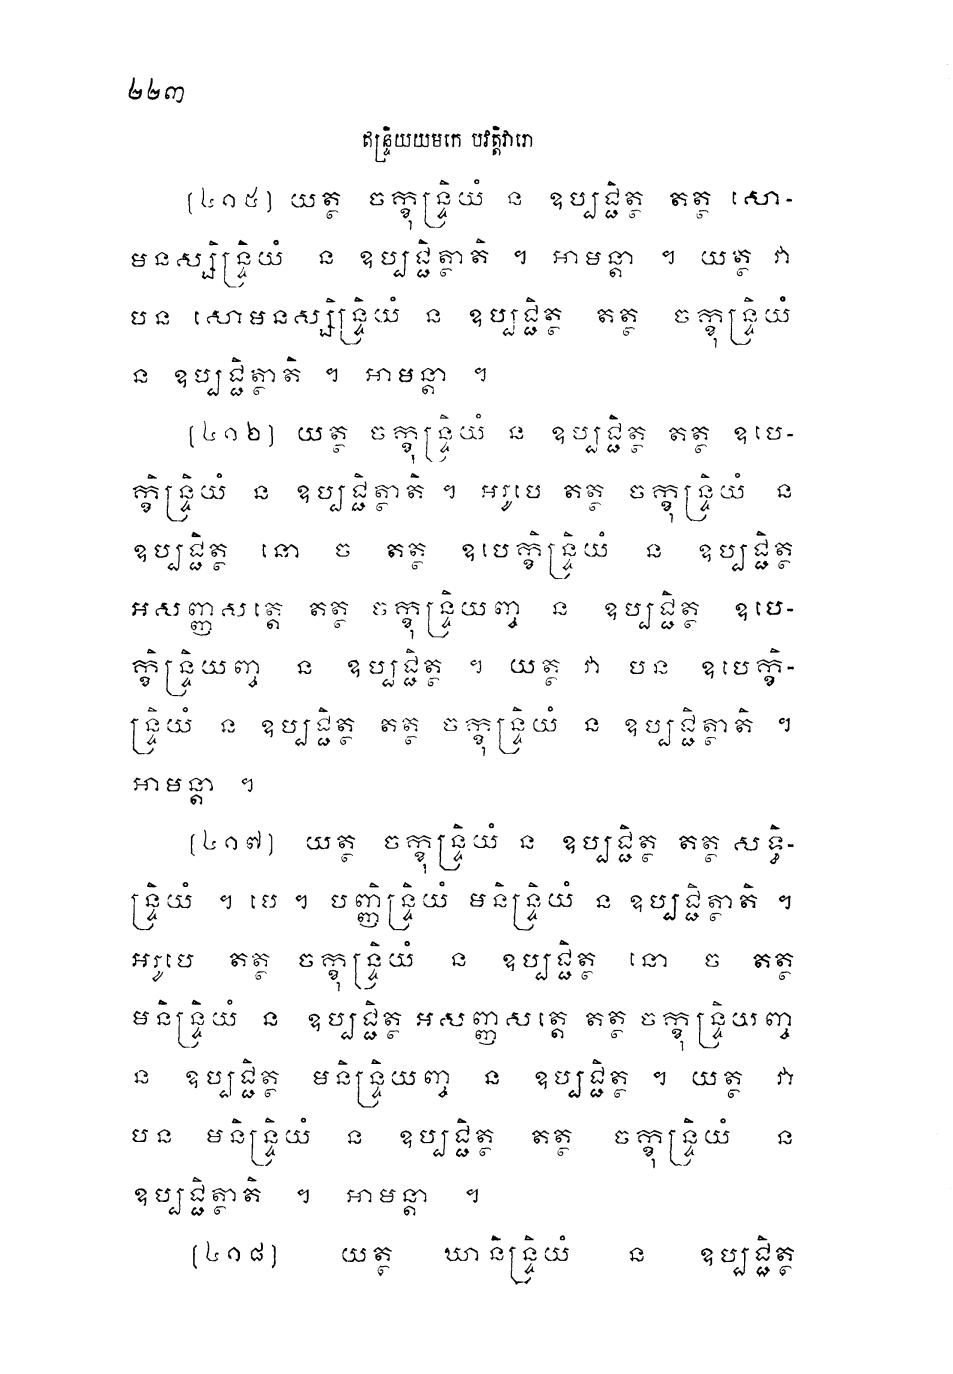 ២២៣
ឥន្ទ្រិយយមកេ បវត្តិវារោ
(៤១៥) យត្ថ ចក្ខុន្ទ្រិយំ ន ឧប្បជ្ជិត្ថ តត្ថ សោ-
មនស្សិន្ទ្រិយំ ន ឧប្បជ្ជិត្ថាតិ ។ អាមន្តា ។ យត្ថ វា
បន សោមនស្សិន្ទ្រិយំ ន ឧប្បជ្ជិត្ថ តត្ថ ចក្ខុន្ទ្រិយំ
ន ឧប្បជ្ជិត្ថាតិ ។ អាមន្តា ។
(៤១៦) យត្ថ ចក្ខុន្ទ្រិយំ ន ឧប្បជ្ជិត្ថ តត្ថ ឧបេ-
ក្ខិន្ទ្រិយំ ន ឧប្បជ្ជិត្ថាតិ ។ អរូបេ តត្ថ ចក្ខុន្ទ្រិយំ ន
ឧប្បជ្ជិត្ថ នោ ច តត្ថ ឧបេក្ខិន្ទ្រិយំ ន ឧប្បជ្ជិត្ថ
អសញ្ញសត្តេ តត្ថ ចក្ខុន្ទ្រិយញ្ច ន ឧប្បជ្ជិត្ថ ឧបេ-
ក្ខិន្ទ្រិយញ្ច ន ឧប្បជ្ជិត្ថ ។ យត្ថ វា បន ឧបេក្ខិ-
ន្ទ្រិយំ ន ឧប្បជ្ជិត្ថ តត្ថ ចក្ខុន្ទ្រិយំ ន ឧប្បជ្ជិត្ថាតិ ។
អាមន្តា ។
(៤១៧) យត្ថ ចក្ខុន្ទ្រិយំ ន ឧប្បជ្ជិត្ថ តត្ថ សទ្ធិ-
ន្ទ្រិយំ ។ បេ ។ បញ្ញិន្ទ្រិយំ មនិន្ទ្រិយំ ន ឧប្បជ្ជិត្ថាតិ ។
អរូបេ តត្ថ ចក្ខុន្ទ្រិយំ ន ឧប្បជ្ជិត្ថ នោ ច តត្ថ
មនិន្ទ្រិយំ ន ឧប្បជ្ជិត្ថ អសញ្ញសត្តេ តត្ថ ចក្ខុន្ទ្រិយញ្ច
ន ឧប្បជ្ជិត្ថ មនិន្ទ្រិយញ្ច ន ឧប្បជ្ជិត្ថ ។ យត្ថ វា
បន មនិន្ទ្រិយំ ន ឧប្បជ្ជិត្ថ តត្ថ ចក្ខុន្ទ្រិយំ ន
ឧប្បជ្ជិត្ថាតិ ។ អាមន្តា ។
(៤១៨) យត្ថ ឃានិន្ទ្រិយំ ន ឧប្បជ្ជិត្ថ